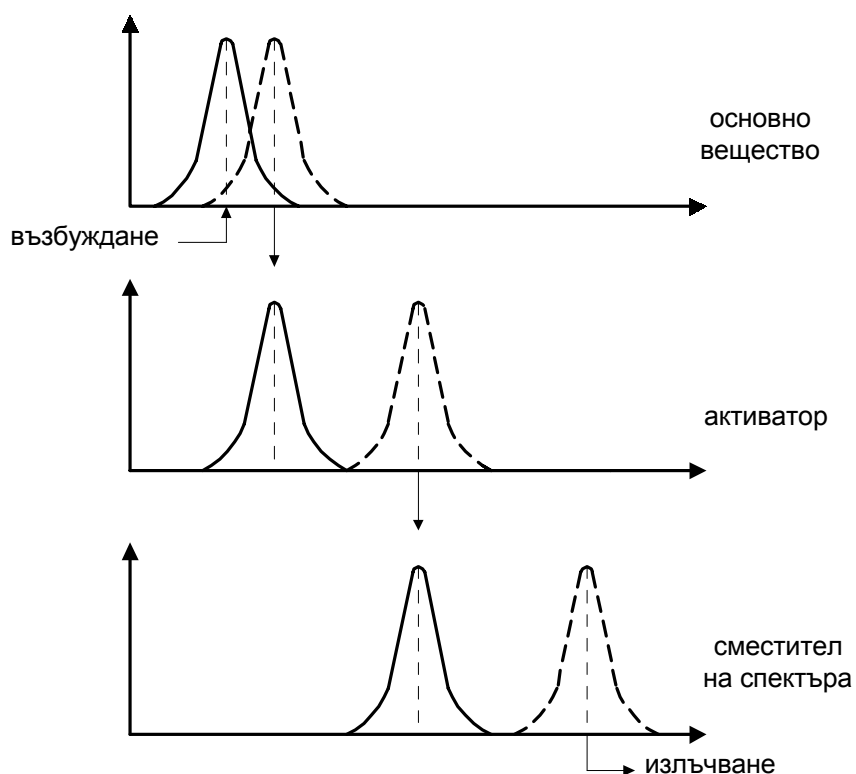 основно
вещество
възбуждане
активатор
сместител
на спектъра
излъчване